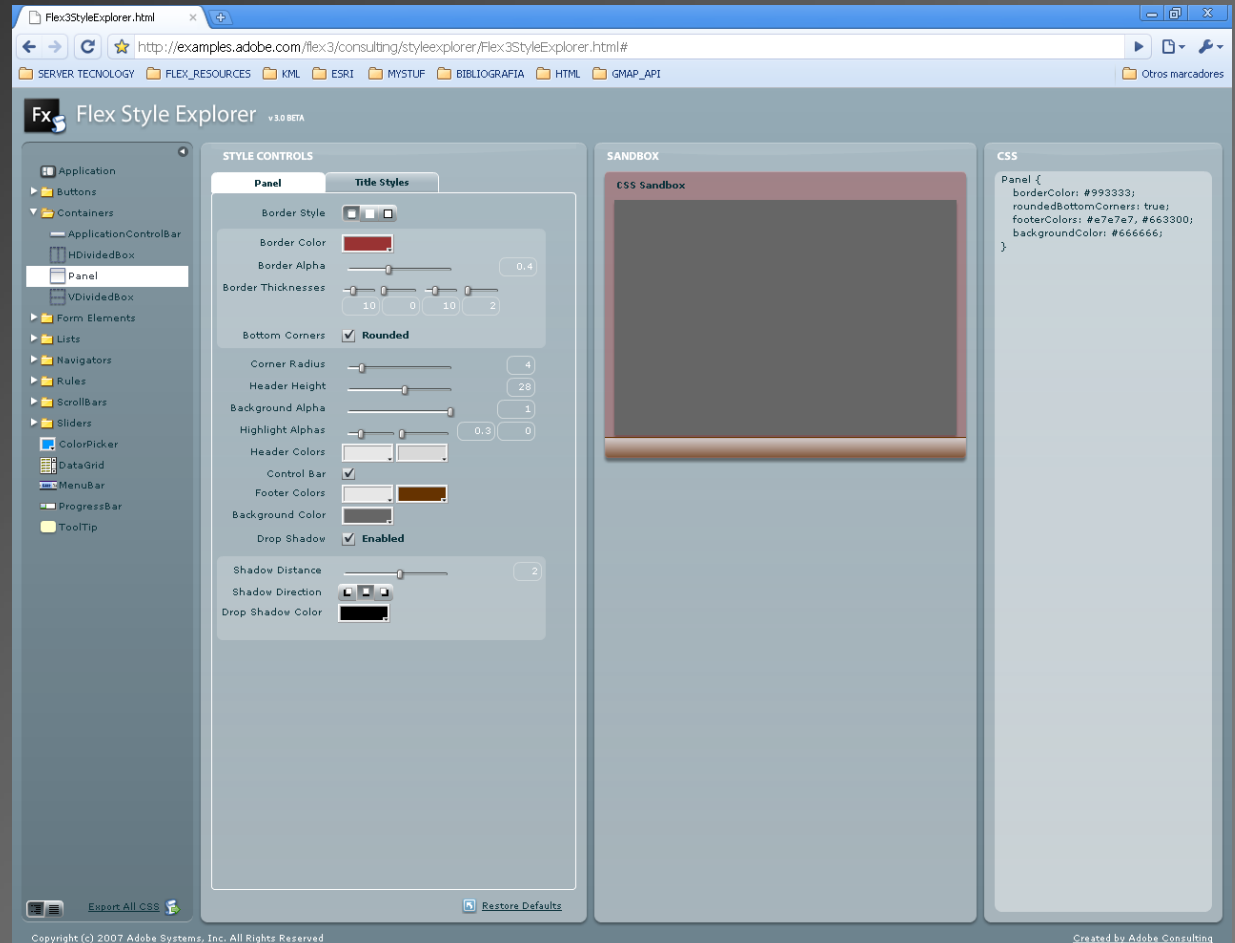 Flex3StyleExplorer.html
http://examples.adobe.com/flex3/consulting/styleexplorer/Flex3StyleExplorer.html#
SERVER TECNOLOGY FLEX_RESOURCES KML ESRI MYSTUF BIBLIOGRAFIA HTML GMAP_API Otros marcadores
Fx Flex Style Explorer v 3.0 BETA
Application
Buttons
Containers
ApplicationControlBar
HDividedBox
Panel
VDividedBox
Form Elements
Lists
Navigators
Rules
ScrollBars
Sliders
ColorPicker
DataGrid
MenuBar
ProgressBar
ToolTip
Export All CSS
STYLE CONTROLS
Panel Title Styles
Border Style
Border Color
Border Alpha 0.4
Border Thicknesses
10 0 10 2
Bottom Corners Rounded
Corner Radius 4
Header Height 28
Background Alpha 1
Highlight Alphas 0.3 0
Header Colors
Control Bar
Footer Colors
Background Color
Drop Shadow Enabled
Shadow Distance 2
Shadow Direction
Drop Shadow Color
Restore Defaults
SANDBOX
CSS Sandbox
CSS
Panel {
borderColor: #993333;
roundedBottomCorners: true;
footerColors: #e7e7e7, #663300;
backgroundColor: #666666;
}
Copyright (c) 2007 Adobe Systems, Inc. All Rights Reserved
Created by Adobe Consulting